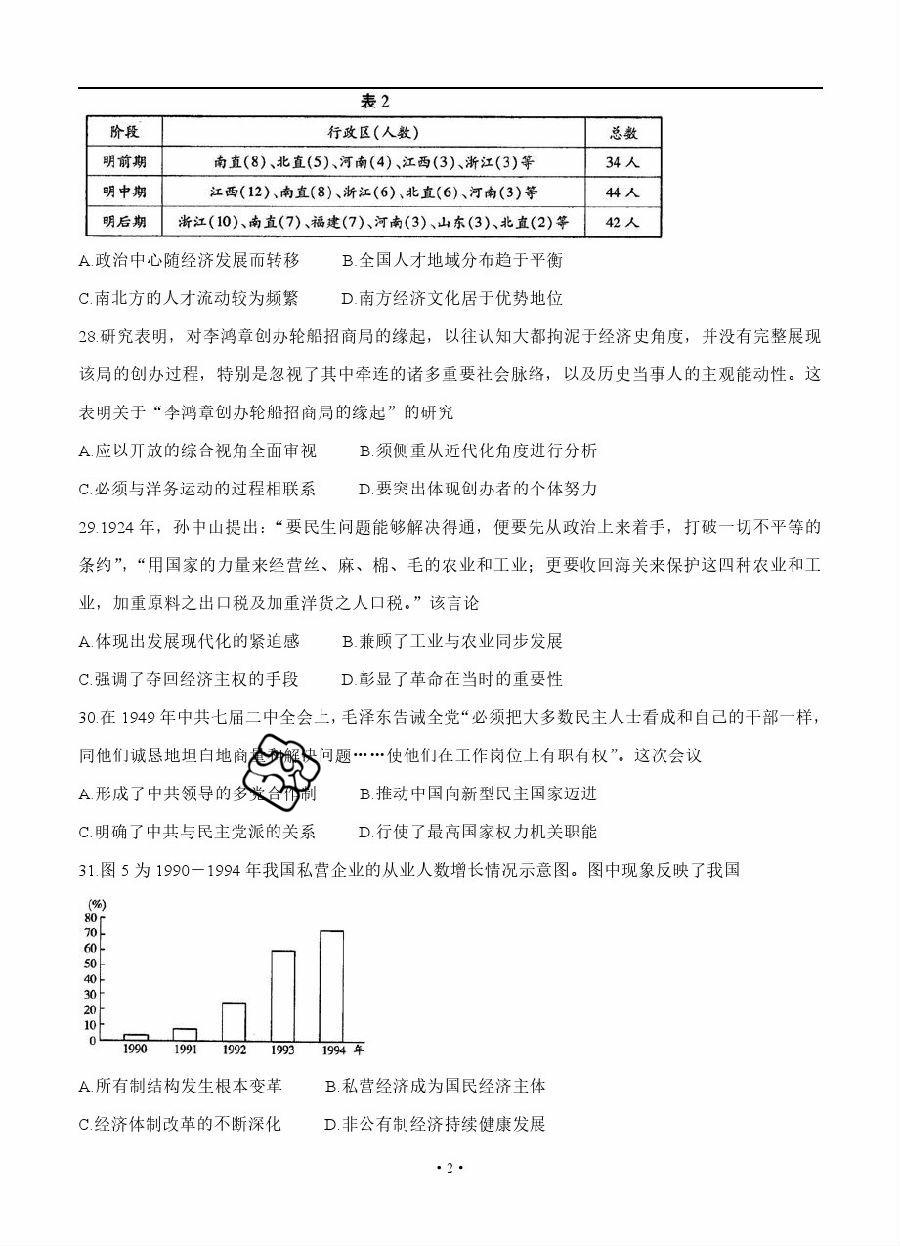 表2
阶段 行政区(人数) 总数
明前期 南直(8)、北直(5)、河南(4)、江西(3)、浙江(3)等 34人
明中期 江西(12)、南直(8)、浙江(6)、北直(6)、河南(3)等 44人
明后期 浙江(10)、南直(7)、福建(7)、河南(3)、山东(3)、北直(2)等 42人
A.政治中心随经济发展而转移 B.全国人才地域分布趋于平衡
C.南北方的人才流动较为频繁 D.南方经济文化居于优势地位
28.研究表明，对李鸿章创办轮船招商局的缘起，以往认知大都拘泥于经济史角度，并没有完整展现
该局的创办过程，特别是忽视了其中牵连的诸多重要社会脉络，以及历史当事人的主观能动性。这
表明关于“李鸿章创办轮船招商局的缘起”的研究
A.应以开放的综合视角全面审视 B.须侧重从近代化角度进行分析
C.必须与洋务运动的过程相联系 D.要突出体现创办者的个体努力
29.1924年，孙中山提出：“要民生问题能够解决得通，便要先从政治上来着手，打破一切不平等的
条约”，“用国家的力量来经营丝、麻、棉、毛的农业和工业；更要收回海关来保护这四种农业和工
业，加重原料之出口税及加重洋货之人口税。”该言论
A.体现出发展现代化的紧迫感 B.兼顾了工业与农业同步发展
C.强调了夺回经济主权的手段 D.彰显了革命在当时的重要性
30.在1949年中共七届二中全会上，毛泽东告诫全党“必须把大多数民主人士看成和自己的干部一样，
同他们诚恳地坦白地商量和解决问题……使他们在工作岗位上有职有权”。这次会议
A.形成了中共领导的多党合作制 B.推动中国向新型民主国家迈进
C.明确了中共与民主党派的关系 D.行使了最高国家权力机关职能
31.图5为1990－1994年我国私营企业的从业人数增长情况示意图。图中现象反映了我国
(%)
80
70
60
50
40
30
20
10
0
1990 1991 1992 1993 1994 年
A.所有制结构发生根本变革 B.私营经济成为国民经济主体
C.经济体制改革的不断深化 D.非公有制经济持续健康发展
·2·